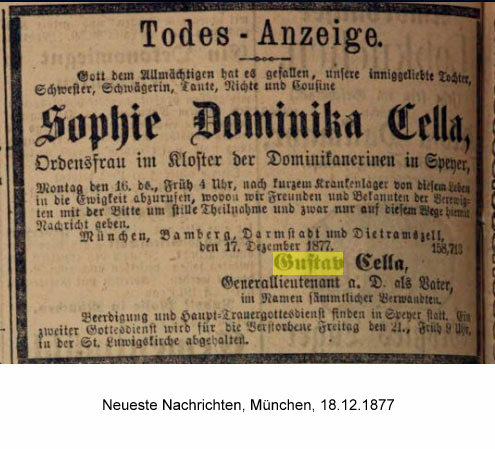 Todes-Anzeige.
Gott dem Allmächtigen hat es gefallen, unsere inniggeliebte Tochter,
Schwester, Schwägerin, Tante, Nichte und Cousine
Sophie Dominika Cella,
Ordensfrau im Kloster der Dominikanerinen in Speyer,
Montag den 16. ds., Früh 4 Uhr, nach kurzem Krankenlager von diesem Leben
in die Ewigkeit abzurufen, wovon wir Freunden und Bekannten der Verewig-
ten mit der Bitte um stille Theilnahme und zwar nur auf diesem Wege hiemit
Nachricht geben.
München, Bamberg, Darmstadt und Dietramszell,
den 17. Dezember 1877. 158,713
Gustav Cella,
Generallieutenant a. D. als Vater,
im Namen sämmtlicher Verwandten.
Beerdigung und Haupt-Trauergottesdienst finden in Speyer statt. Ein
zweiter Gottesdienst wird für die Verstorbene Freitag den 21., Früh 9 Uhr,
in der St. Ludwigskirche abgehalten.
Neueste Nachrichten, München, 18.12.1877